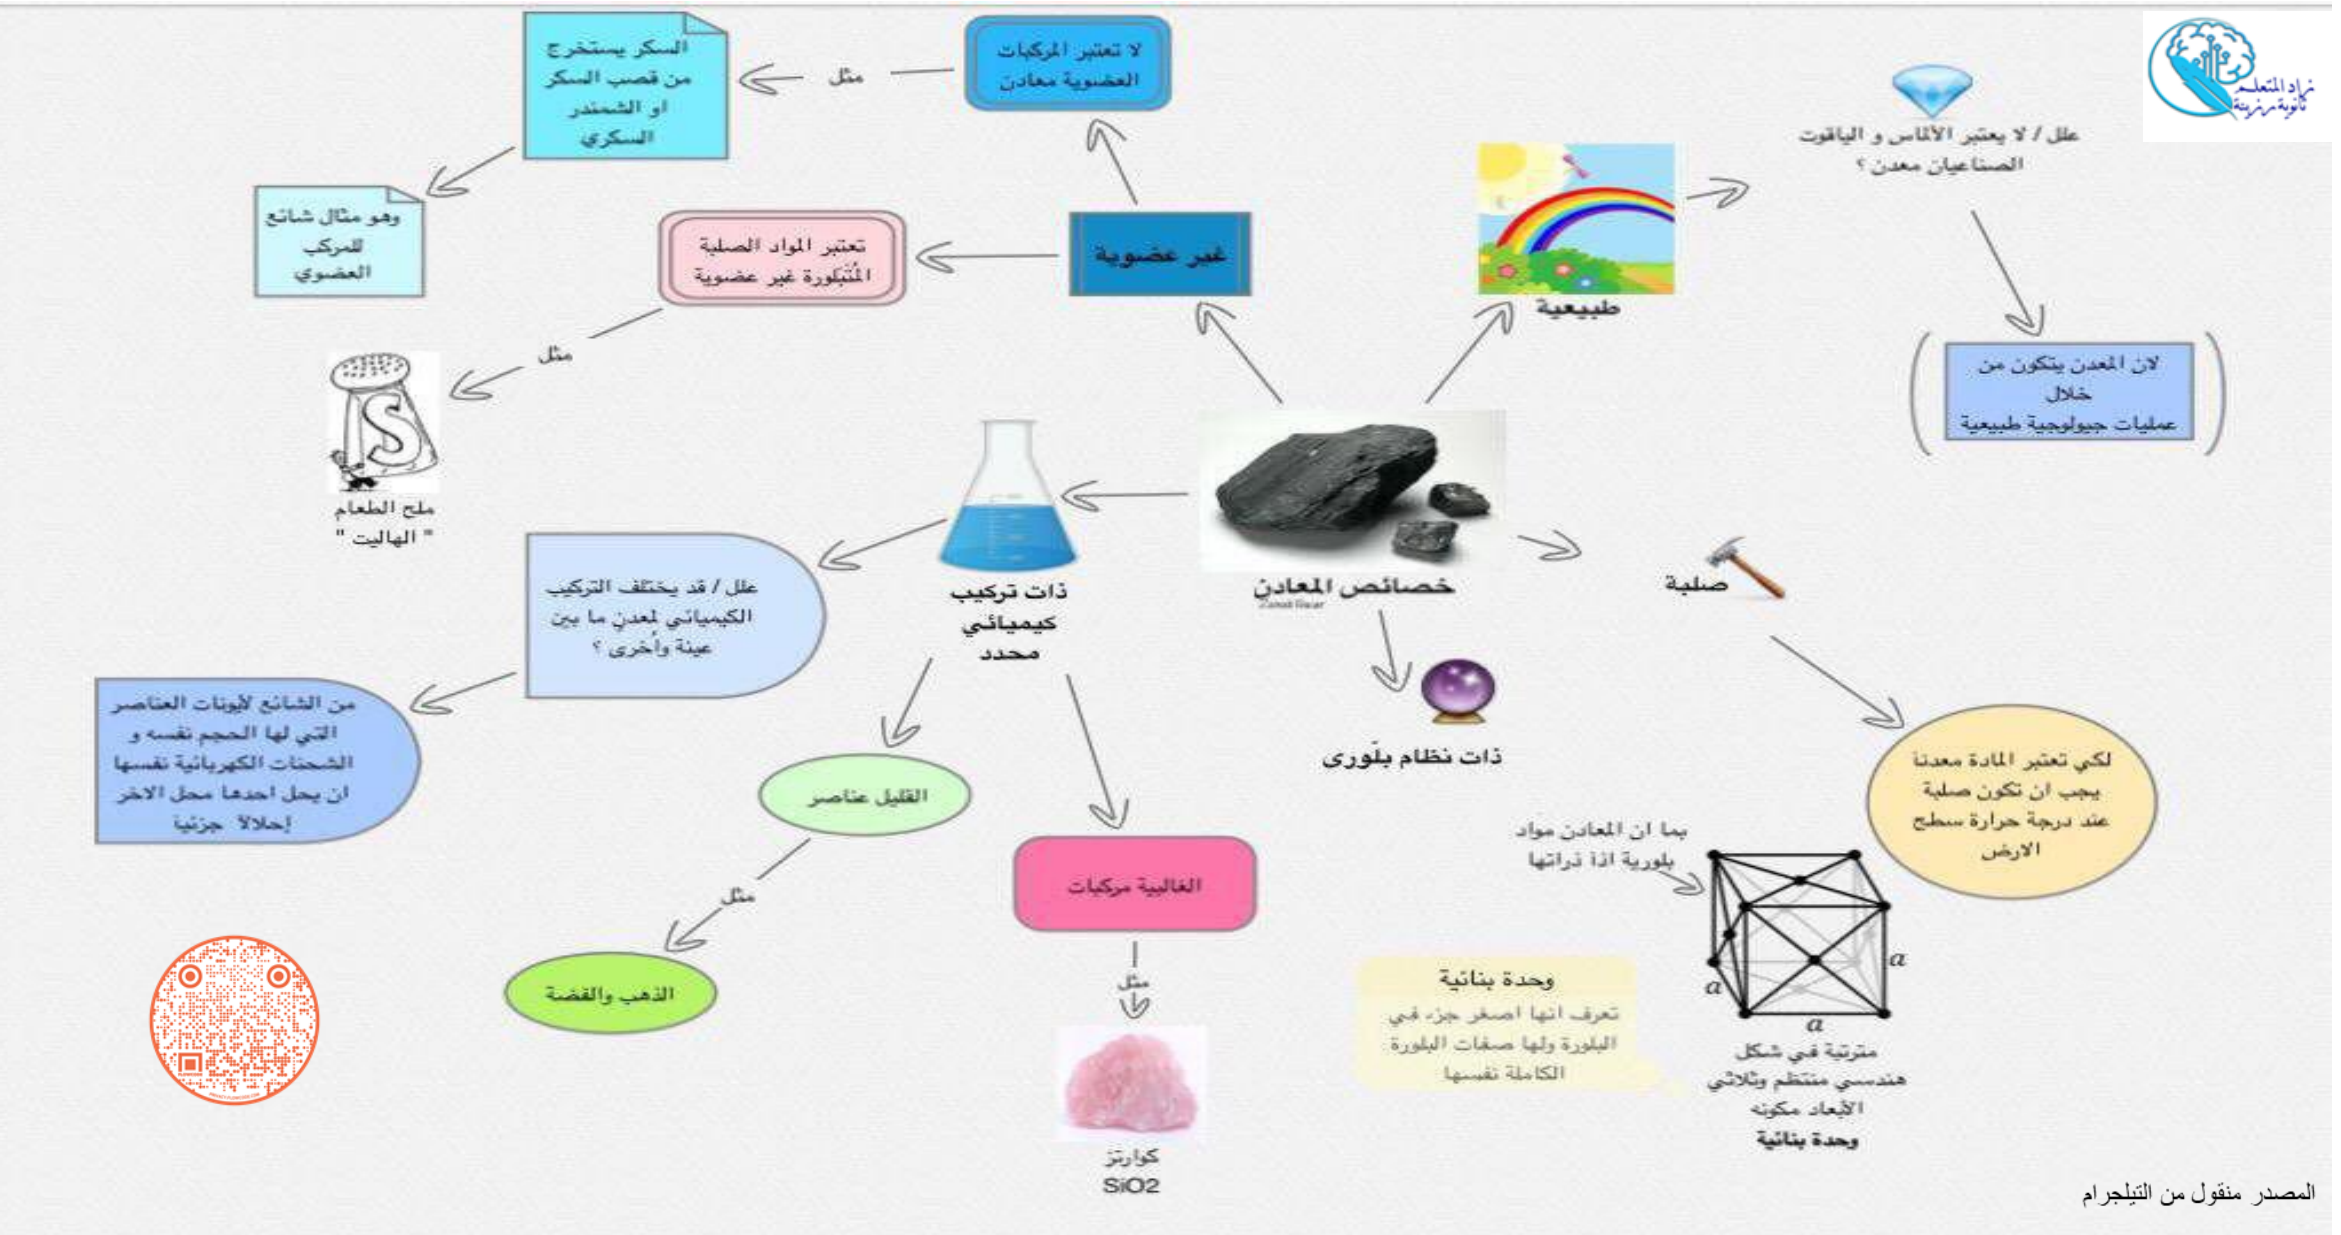 زاد المتعلم
ثانوية مرزينة
علل / لا يعتبر الألماس و الياقوت
الصناعيان معدن ؟
طبيعية
لان المعدن يتكون من
خلال
عمليات جيولوجية طبيعية
لا تعتبر المركبات
العضوية معادن
مثل
السكر يستخرج
من قصب السكر
او الشمندر
السكري
وهو مثال شائع
للمركب
العضوي
غير عضوية
تعتبر المواد الصلبة
المُتَبلورة غير عضوية
مثل
S
ملح الطعام
" الهاليت "
خصائص المعادن
صلبة
لكي تعتبر المادة معدنا
يجب ان تكون صلبة
عند درجة حرارة سطح
الارض
ذات نظام بلّورى
بما ان المعادن مواد
بلورية اذا ذراتها
a
a
a
مترتبة في شكل
هندسي منتظم وثلاثي
الأبعاد مكونه
وحدة بنائية
وحدة بنائية
تعرف انها اصغر جزء في
البلورة ولها صفات البلورة
الكاملة نفسها
ذات تركيب
كيميائي
محدد
علل / قد يختلف التركيب
الكيميائي لمعدنٍ ما بين
عينة وأخرى ؟
من الشائع لأيونات العناصر
التي لها الحجم نفسه و
الشحنات الكهربائية نفسها
ان يحل احدها محل الاخر
إحلالاً جزئيا
القليل عناصر
مثل
الذهب والفضة
الغالبية مركبات
مثل
كوارتز
SiO2
المصدر منقول من التيلجرام